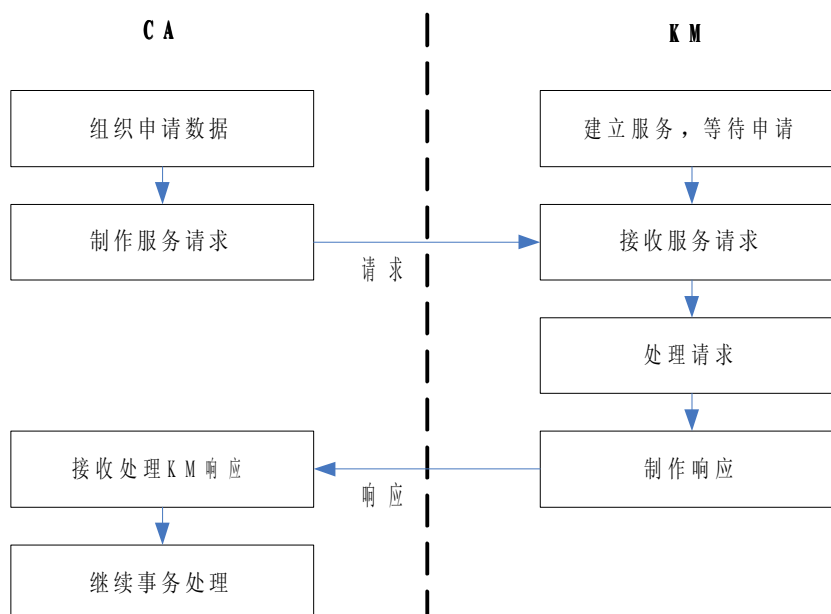 CA
KM
组织申请数据
建立服务，等待申请
制作服务请求
接收服务请求
请求
处理请求
接收处理KM响应
制作响应
响应
继续事务处理